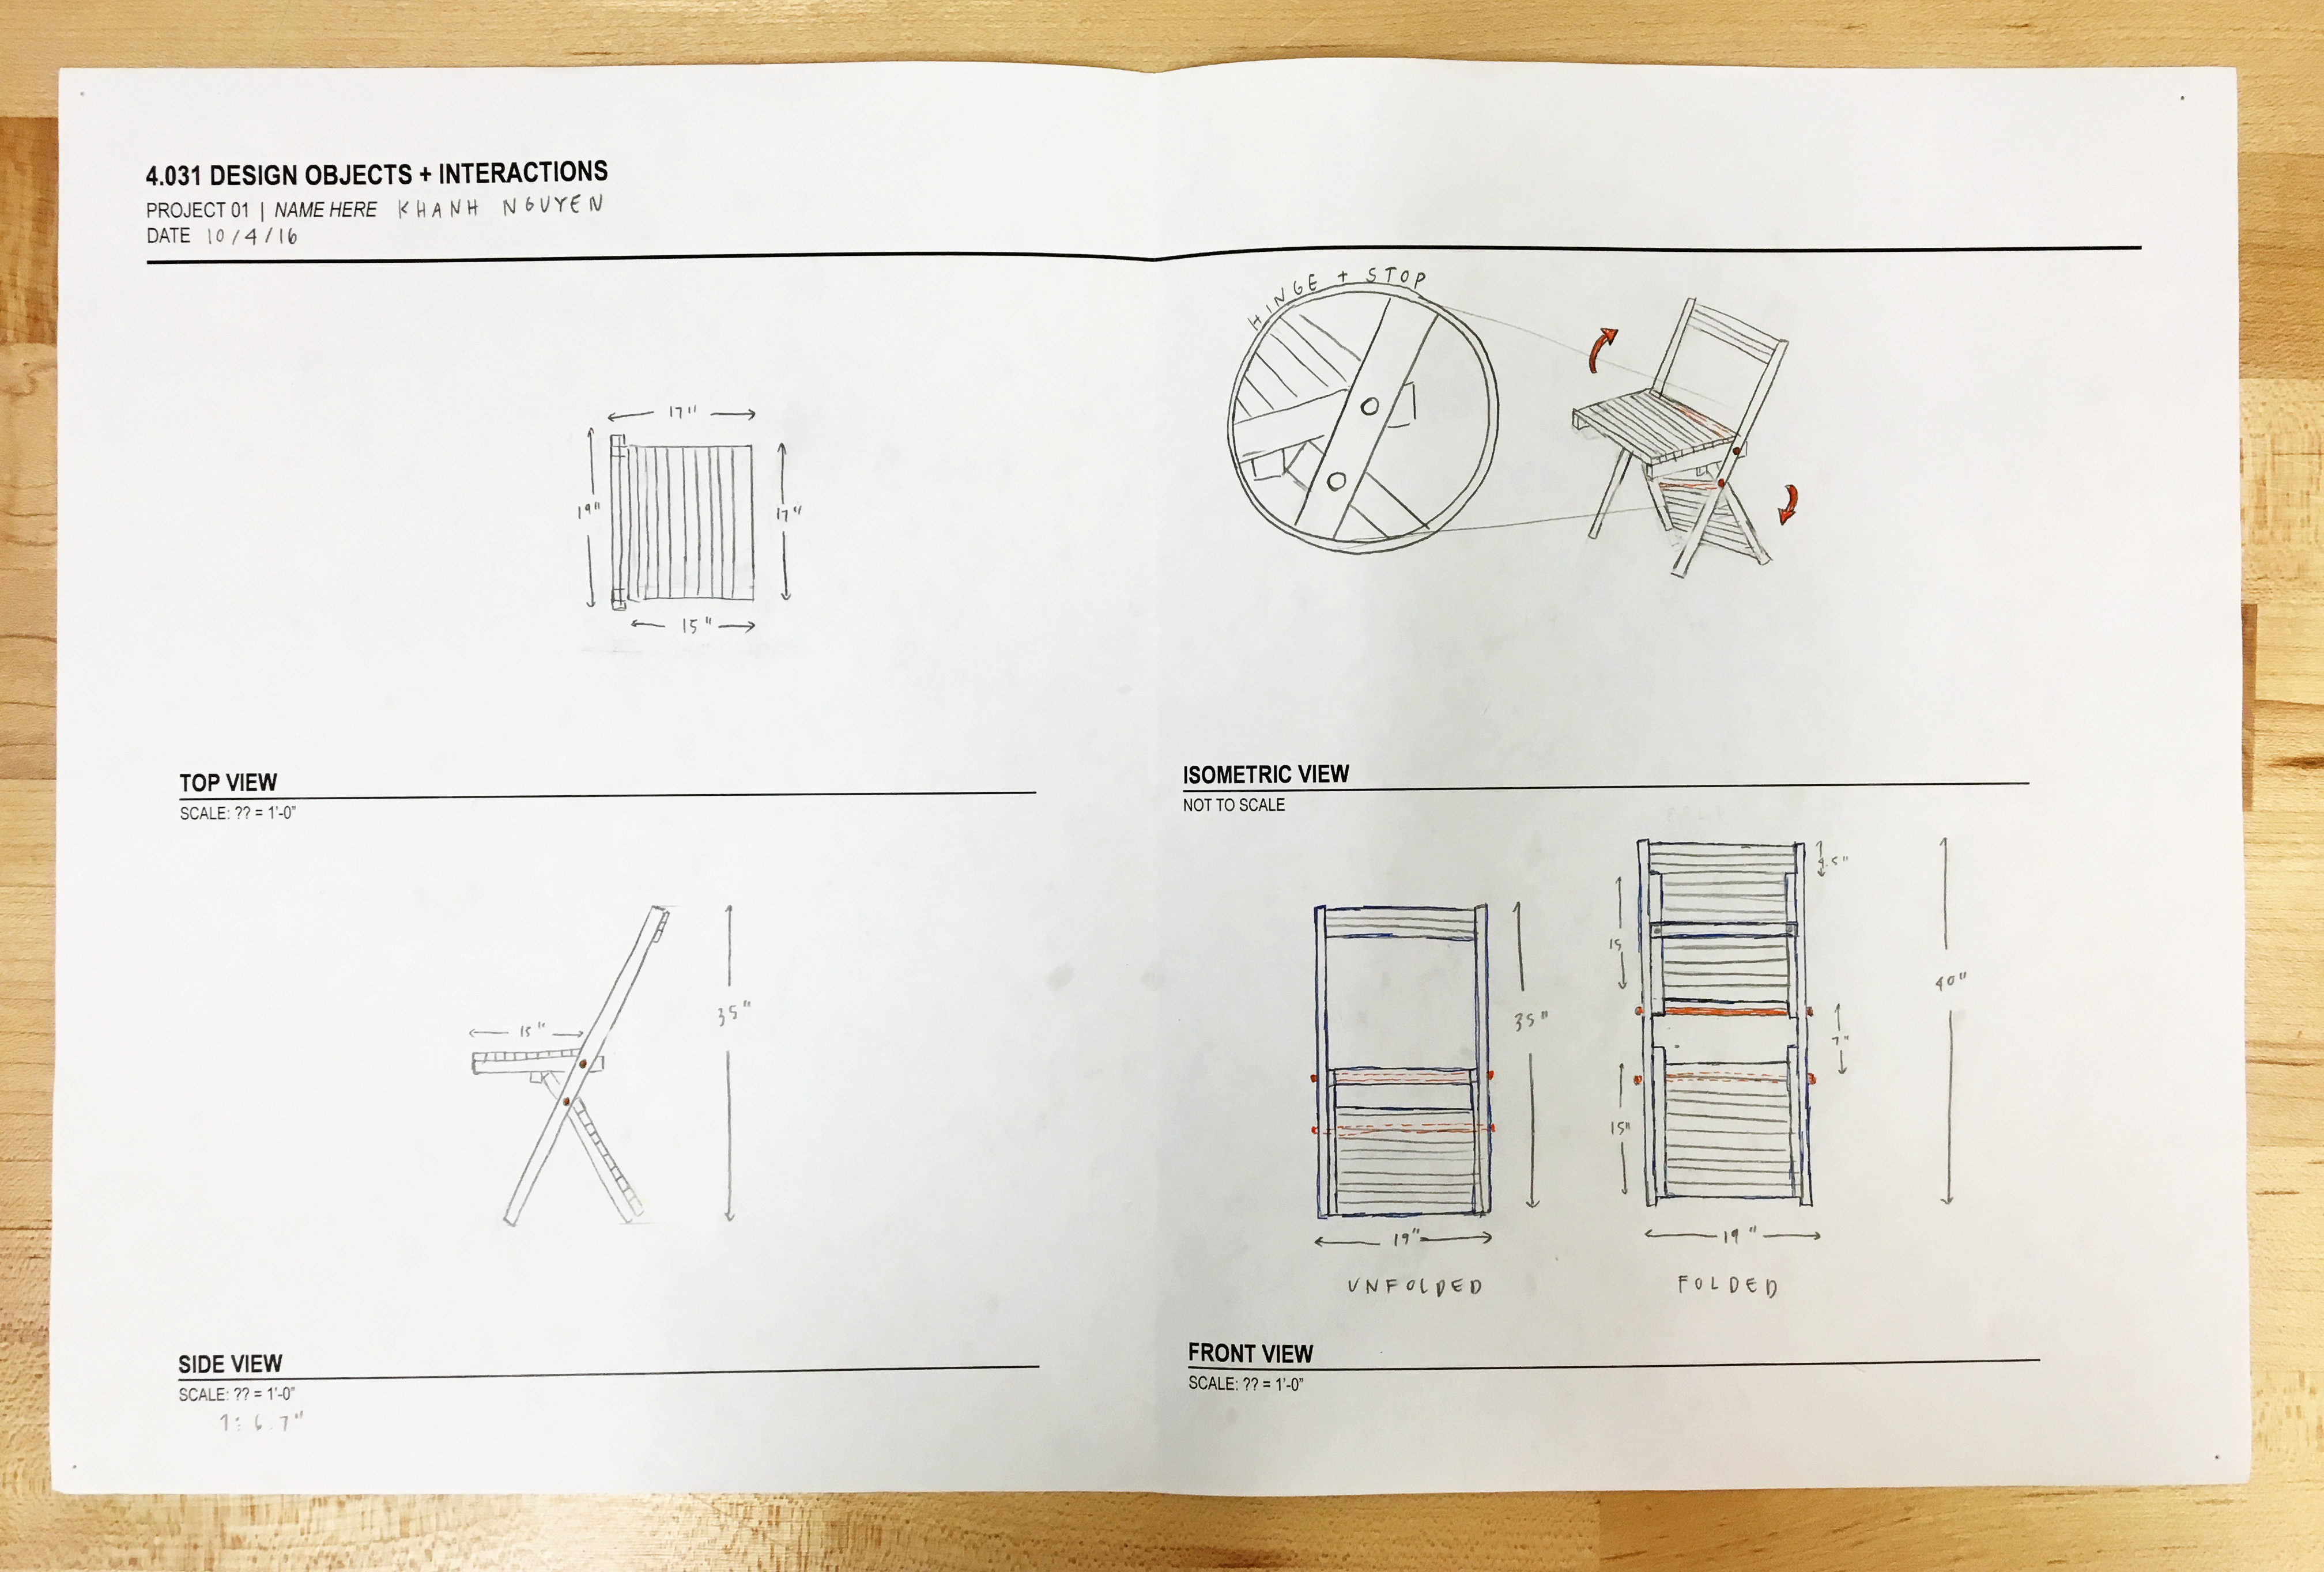 4.031 DESIGN OBJECTS + INTERACTIONS
PROJECT 01 | NAME HERE KHANH NGUYEN
DATE 10/4/16
17"
19"
17"
15"
TOP VIEW
SCALE: ?? = 1'-0"
HINGE + STOP
ISOMETRIC VIEW
NOT TO SCALE
15"
35"
SIDE VIEW
SCALE: ?? = 1'-0"
1: 6.7"
35"
19"
UNFOLDED
15
7"
15"
40"
19"
FOLDED
FRONT VIEW
SCALE: ?? = 1'-0"